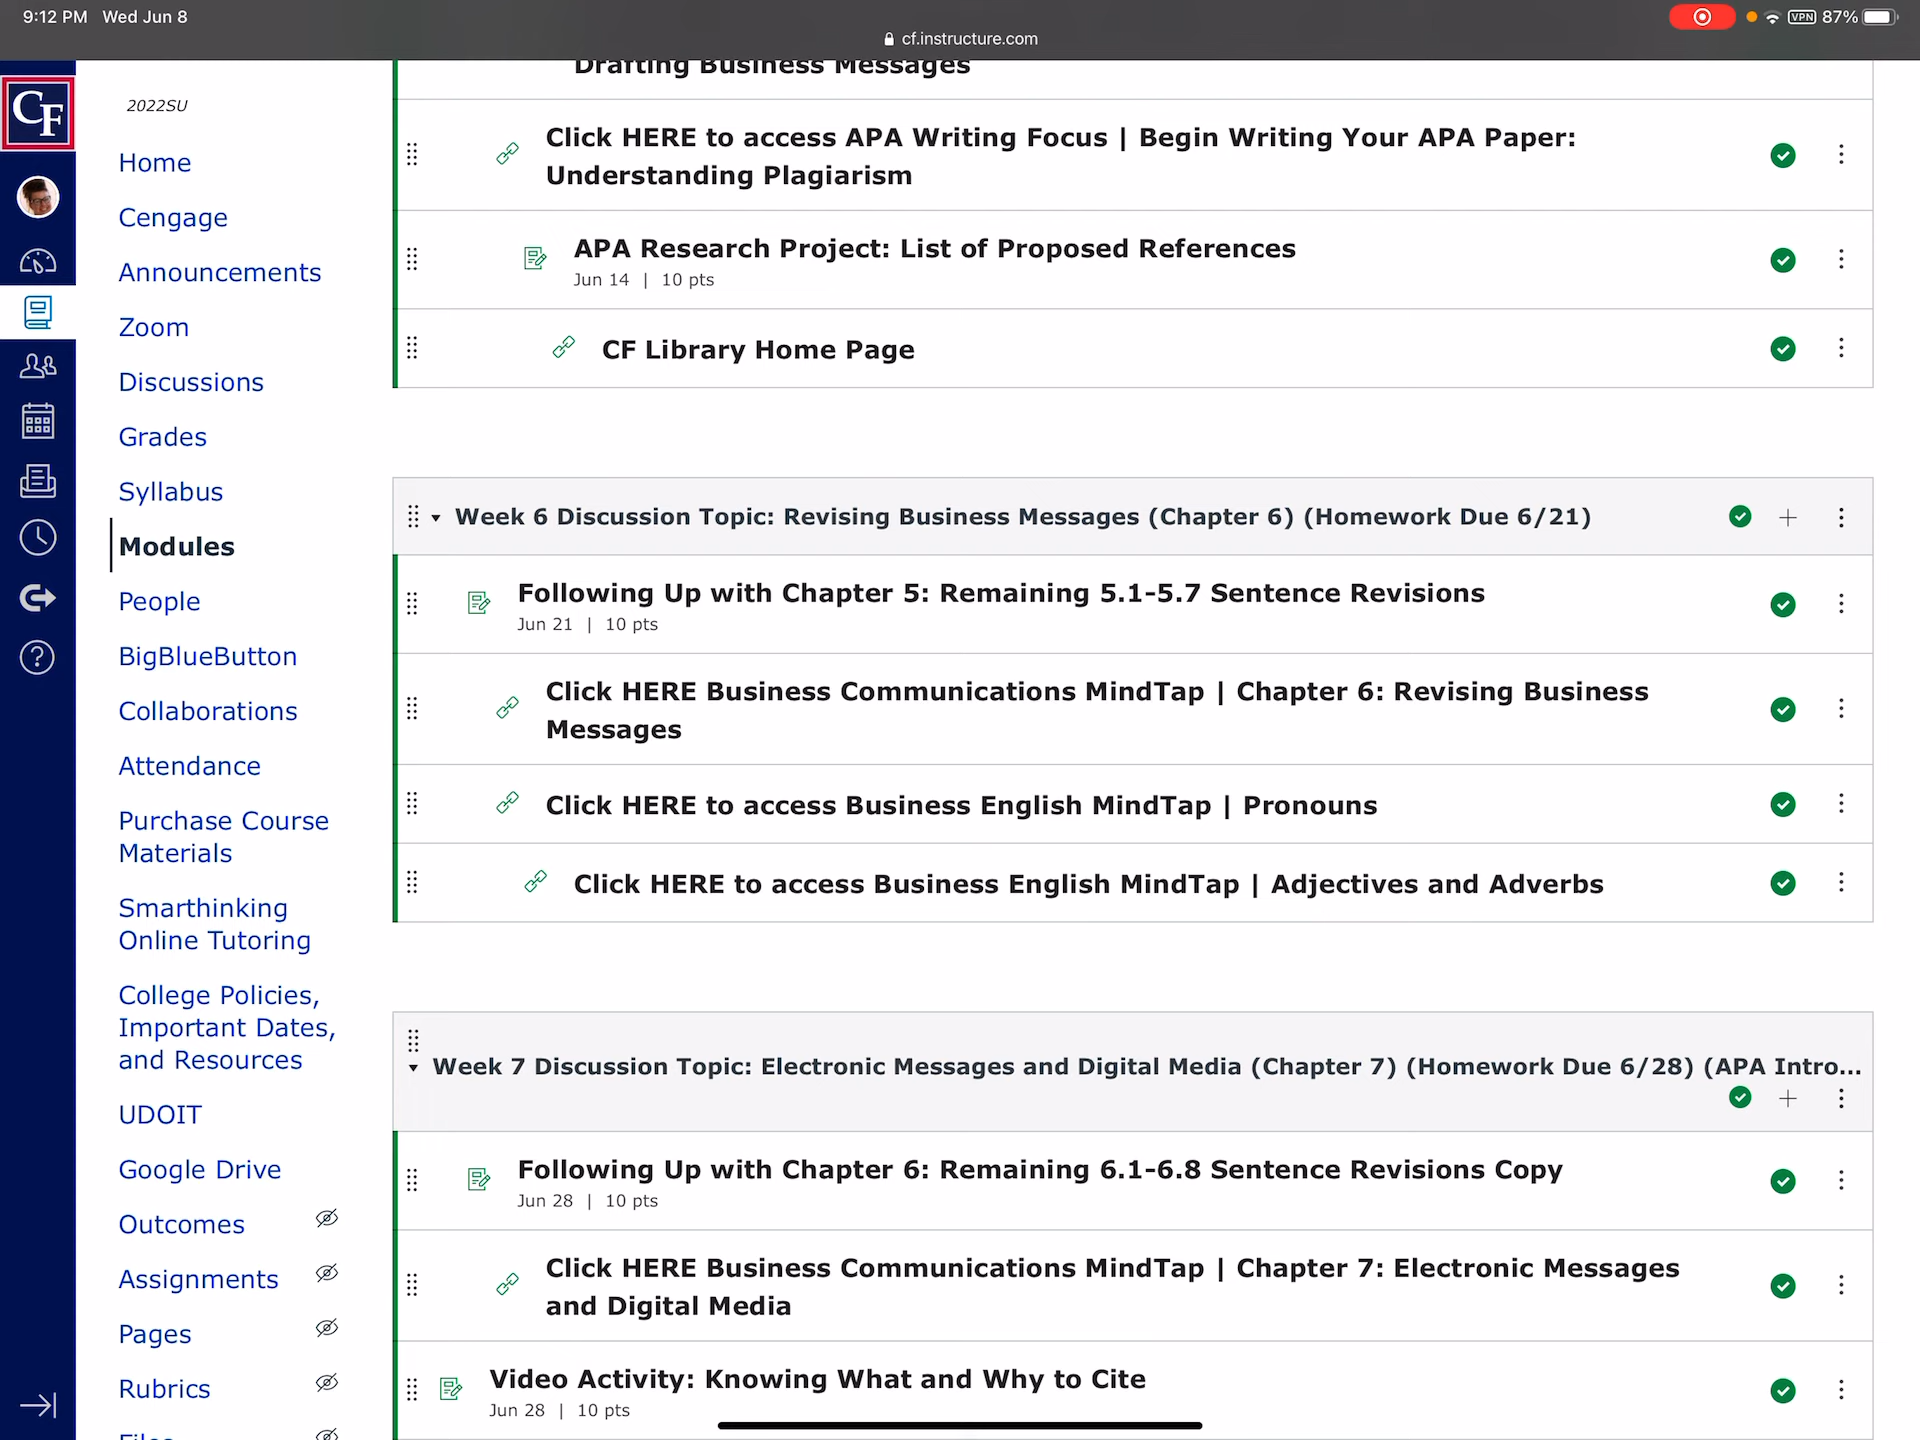 9:12 PM Wed Jun 8
VPN 87%
cf.instructure.com
CF
2022SU
Home
Cengage
Announcements
Zoom
Discussions
Grades
Syllabus
Modules
People
BigBlueButton
Collaborations
Attendance
Purchase Course
Materials
Smarthinking
Online Tutoring
College Policies,
Important Dates,
and Resources
UDOIT
Google Drive
Outcomes
Assignments
Pages
Rubrics
Files
Drafting Business Messages
Click HERE to access APA Writing Focus | Begin Writing Your APA Paper:
Understanding Plagiarism
APA Research Project: List of Proposed References
Jun 14 | 10 pts
CF Library Home Page
Week 6 Discussion Topic: Revising Business Messages (Chapter 6) (Homework Due 6/21)
Following Up with Chapter 5: Remaining 5.1-5.7 Sentence Revisions
Jun 21 | 10 pts
Click HERE Business Communications MindTap | Chapter 6: Revising Business
Messages
Click HERE to access Business English MindTap | Pronouns
Click HERE to access Business English MindTap | Adjectives and Adverbs
Week 7 Discussion Topic: Electronic Messages and Digital Media (Chapter 7) (Homework Due 6/28) (APA Intro...
Following Up with Chapter 6: Remaining 6.1-6.8 Sentence Revisions Copy
Jun 28 | 10 pts
Click HERE Business Communications MindTap | Chapter 7: Electronic Messages
and Digital Media
Video Activity: Knowing What and Why to Cite
Jun 28 | 10 pts